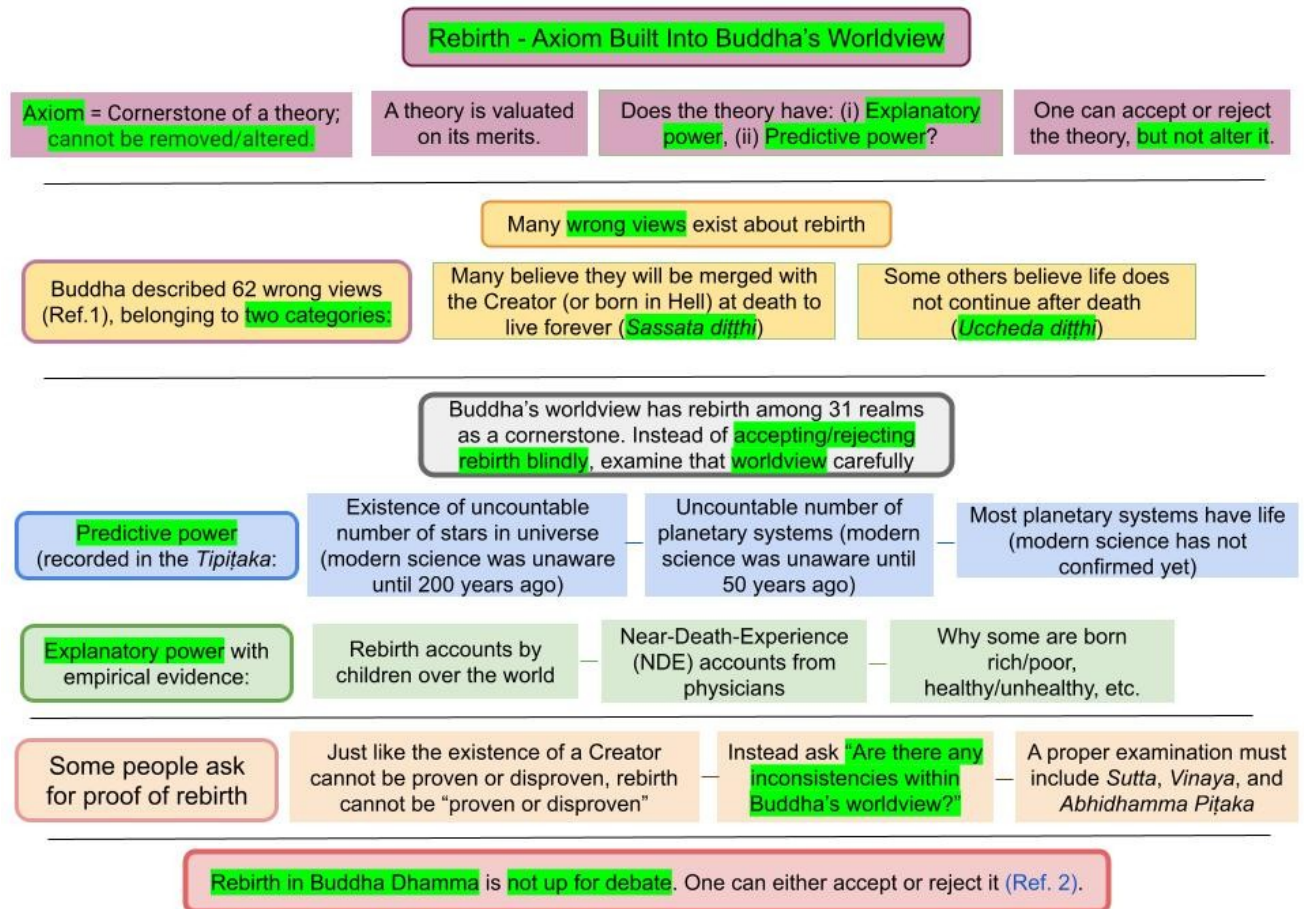 Rebirth - Axiom Built Into Buddha’s Worldview
Axiom = Cornerstone of a theory;
cannot be removed/altered.
A theory is valuated
on its merits.
Does the theory have: (i) Explanatory
power, (ii) Predictive power?
One can accept or reject
the theory, but not alter it.
Many wrong views exist about rebirth
Buddha described 62 wrong views
(Ref.1), belonging to two categories:
Many believe they will be merged with
the Creator (or born in Hell) at death to
live forever (Sassata diṭṭhi)
Some others believe life does
not continue after death
(Uccheda diṭṭhi)
Buddha’s worldview has rebirth among 31 realms
as a cornerstone. Instead of accepting/rejecting
rebirth blindly, examine that worldview carefully
Predictive power
(recorded in the Tipiṭaka:
Existence of uncountable
number of stars in universe
(modern science was unaware
until 200 years ago)
Uncountable number of
planetary systems (modern
science was unaware until
50 years ago)
Most planetary systems have life
(modern science has not
confirmed yet)
Explanatory power with
empirical evidence:
Rebirth accounts by
children over the world
Near-Death-Experience
(NDE) accounts from
physicians
Why some are born
rich/poor,
healthy/unhealthy, etc.
Some people ask
for proof of rebirth
Just like the existence of a Creator
cannot be proven or disproven, rebirth
cannot be “proven or disproven”
Instead ask “Are there any
inconsistencies within
Buddha’s worldview?”
A proper examination must
include Sutta, Vinaya, and
Abhidhamma Piṭaka
Rebirth in Buddha Dhamma is not up for debate. One can either accept or reject it (Ref. 2).